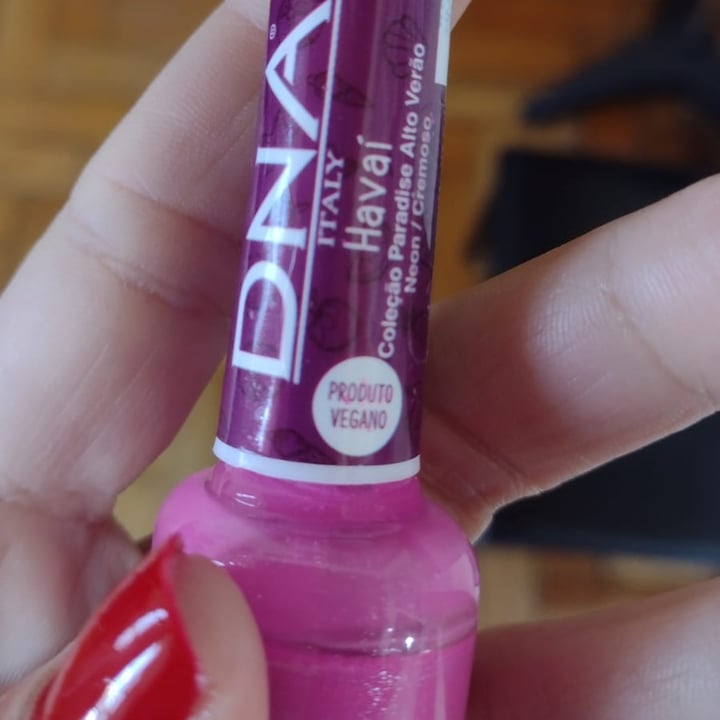 DNA®
ITALY
Havaí
Coleção Paradise Alto Verão
Neon / Cremoso
PRODUTO
VEGANO